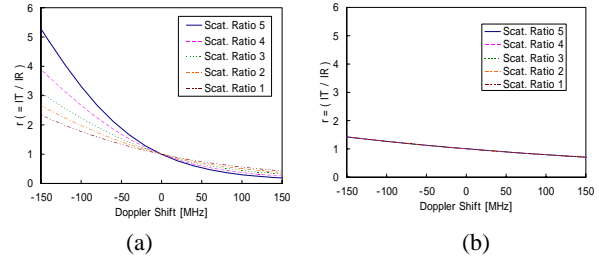 6
5
4
3
2
1
0
r ( = IT / IR )
-150 -100 -50 0 50 100 150
Doppler Shift [MHz]
Scat. Ratio 5
Scat. Ratio 4
Scat. Ratio 3
Scat. Ratio 2
Scat. Ratio 1
(a)
6
5
4
3
2
1
0
r = ( IT / IR )
-150 -100 -50 0 50 100 150
Doppler Shift [MHz]
Scat. Ratio 5
Scat. Ratio 4
Scat. Ratio 3
Scat. Ratio 2
Scat. Ratio 1
(b)